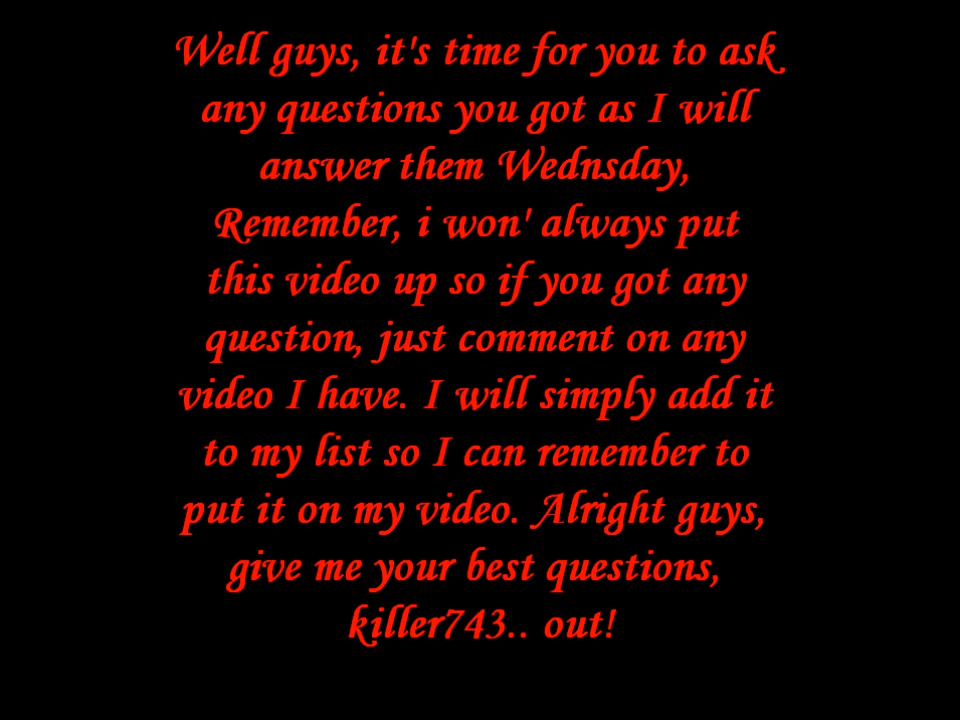 Well guys, it's time for you to ask
any questions you got as I will
answer them Wednsday,
Remember, i won' always put
this video up so if you got any
question, just comment on any
video I have. I will simply add it
to my list so I can remember to
put it on my video. Alright guys,
give me your best questions,
killer743.. out!